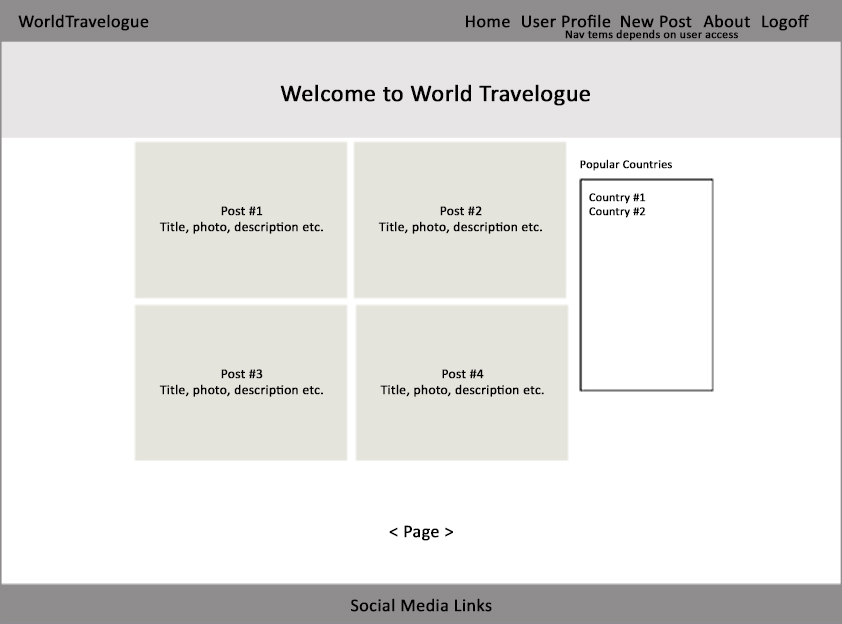 WorldTravelogue
Home User Profile New Post About Logoff
Nav tems depends on user access
Welcome to World Travelogue
Post #1
Title, photo, description etc.
Post #2
Title, photo, description etc.
Popular Countries
Country #1
Country #2
Post #3
Title, photo, description etc.
Post #4
Title, photo, description etc.
< Page >
Social Media Links